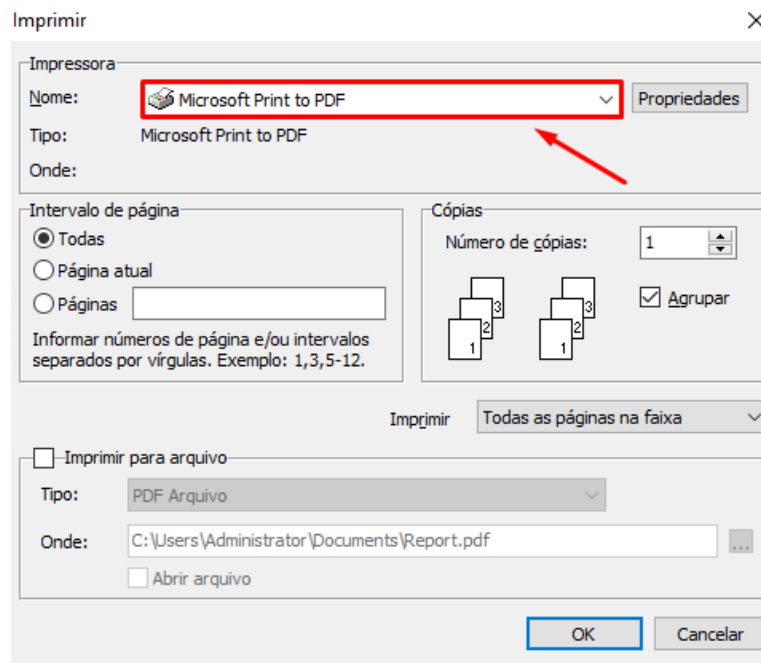 Imprimir
Impressora
Nome: Microsoft Print to PDF Propriedades
Tipo: Microsoft Print to PDF
Onde:
Intervalo de página
Todas
Página atual
Páginas
Informar números de página e/ou intervalos
separados por vírgulas. Exemplo: 1,3,5-12.
Cópias
Número de cópias: 1
1 2 3 1 2 3
Agrupar
Imprimir Todas as páginas na faixa
Imprimir para arquivo
Tipo: PDF Arquivo
Onde: C:\Users\Administrator\Documents\Report.pdf ...
Abrir arquivo
OK Cancelar